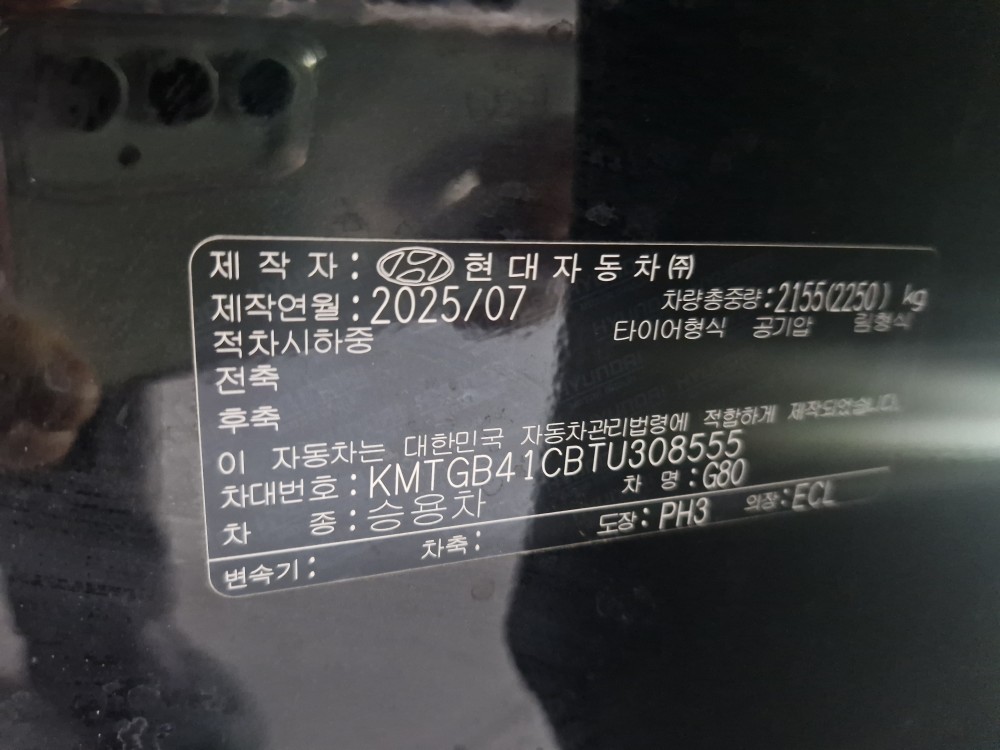 제 작 자 : 현대자동차㈜
제작연월 : 2025/07 차량총중량 : 2155(2250) kg
적차시하중 타이어형식 공기압 림형식
전축
후축
이 자동차는 대한민국 자동차관리법령에 적합하게 제작되었습니다.
차대번호 : KMTGB41CBTU308555
차 종 : 승용차 차 명 : G80
변속기 : 차축 : 도장 : PH3 외장 : ECL